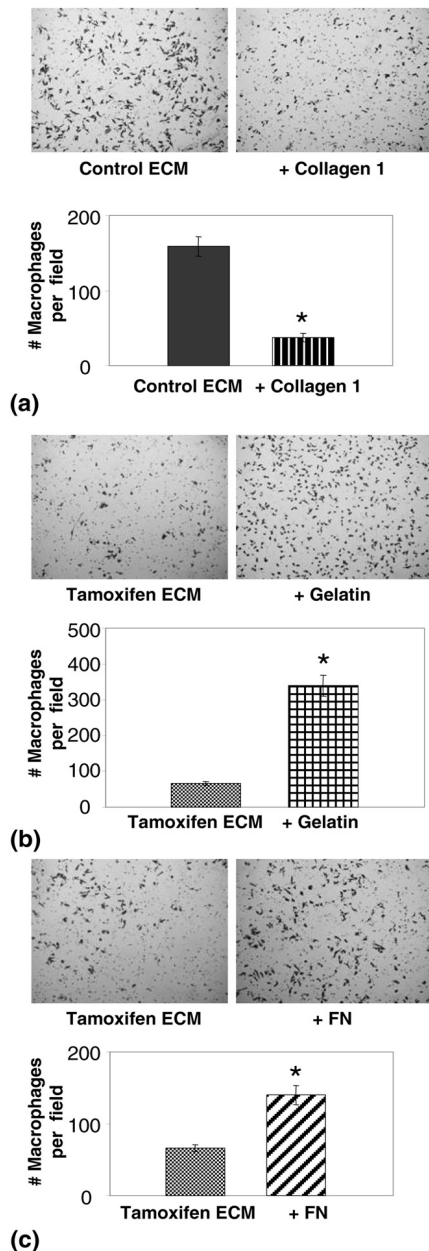 Control ECM + Collagen 1
# Macrophages
per field
200
100
0
*
Control ECM + Collagen 1
(a)
Tamoxifen ECM + Gelatin
# Macrophages
per field
500
400
300
200
100
0
*
Tamoxifen ECM + Gelatin
(b)
Tamoxifen ECM + FN
# Macrophages
per field
200
100
0
*
Tamoxifen ECM + FN
(c)